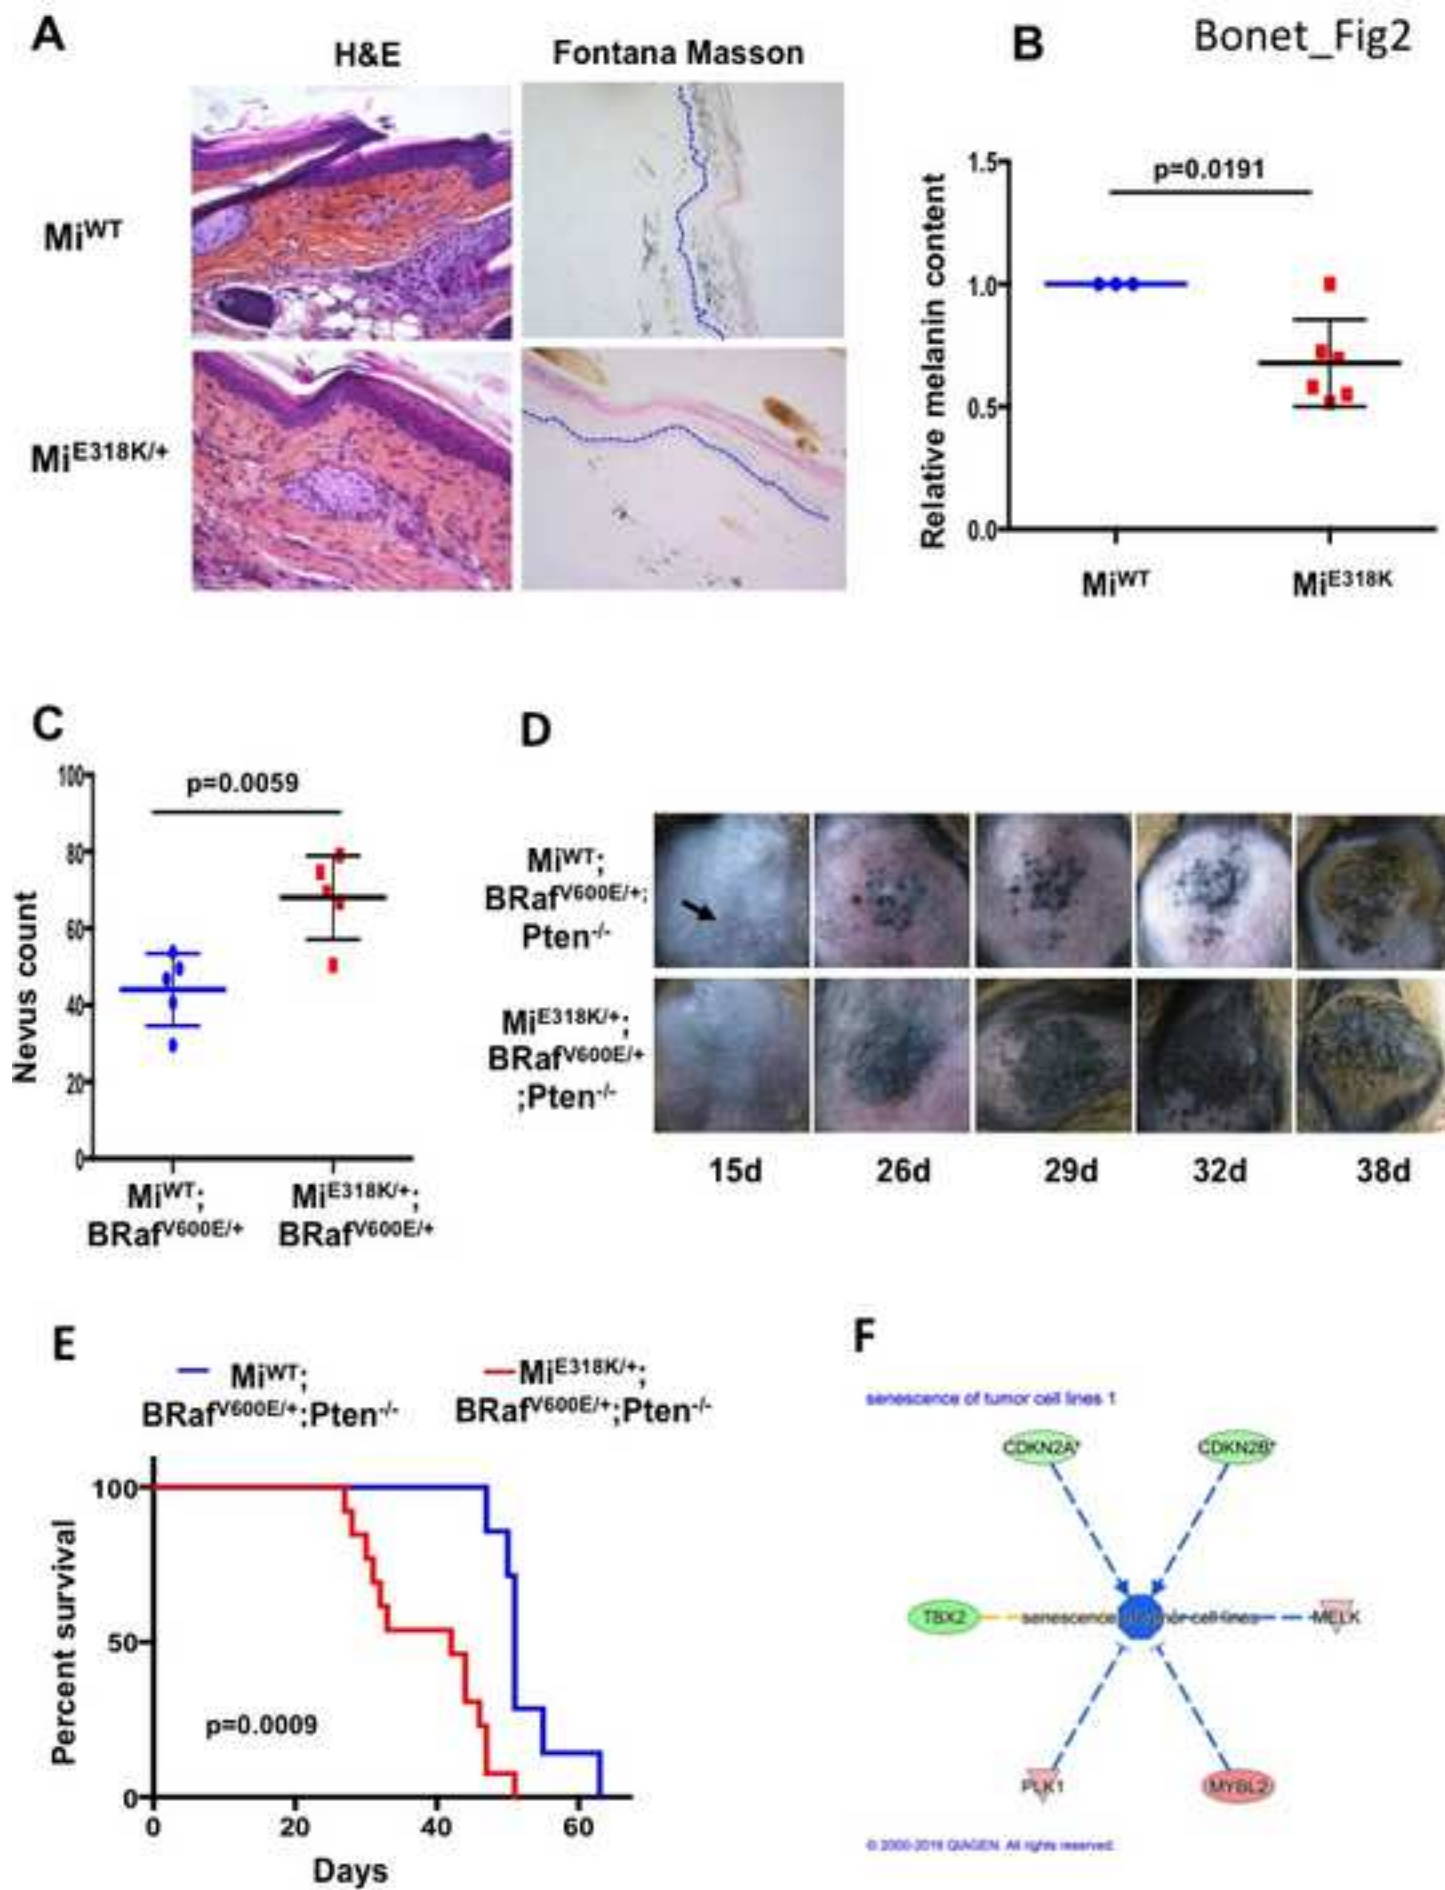 A
H&E
Fontana Masson
Mi^WT
Mi^E318K/+
B
Bonet_Fig2
Relative melanin content
1.5
1.0
0.5
0.0
p=0.0191
Mi^WT
Mi^E318K
C
Nevus count
100
80
60
40
20
0
p=0.0059
Mi^WT;
BRaf^V600E/+
Mi^E318K/+;
BRaf^V600E/+
D
Mi^WT;
BRaf^V600E/+;
Pten^-/-
Mi^E318K/+;
BRaf^V600E/+
;Pten^-/-
15d
26d
29d
32d
38d
E
Mi^WT;
BRaf^V600E/+;Pten^-/-
Mi^E318K/+;
BRaf^V600E/+;Pten^-/-
Percent survival
100
50
0
p=0.0009
0
20
40
60
Days
F
senescence of tumor cell lines 1
CDKN2A*
CDKN2B*
TBX2
senescence of tumor cell lines
MELK
PLK1
MYBL2
© 2000-2016 QIAGEN. All rights reserved.